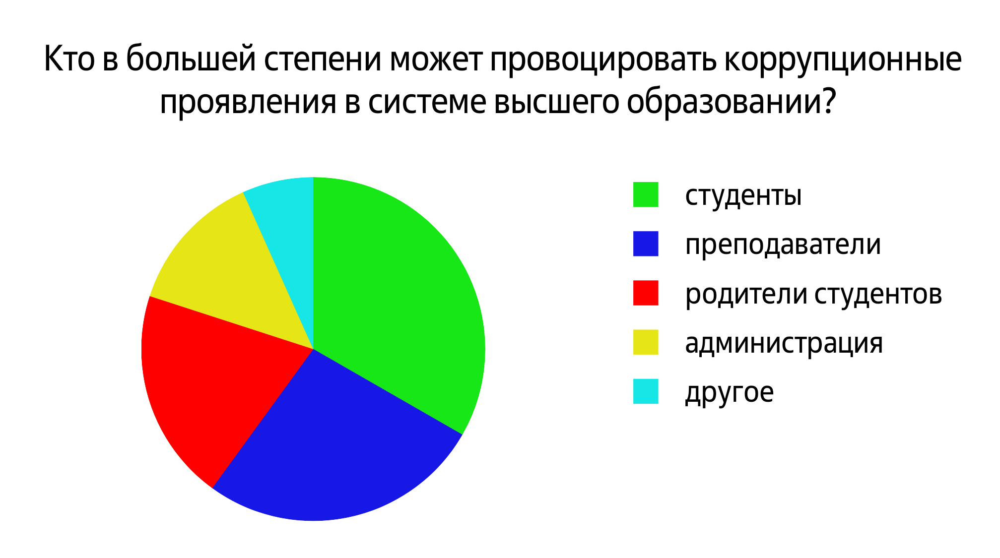 Кто в большей степени может провоцировать коррупционные
проявления в системе высшего образовании?
студенты
преподаватели
родители студентов
администрация
другое